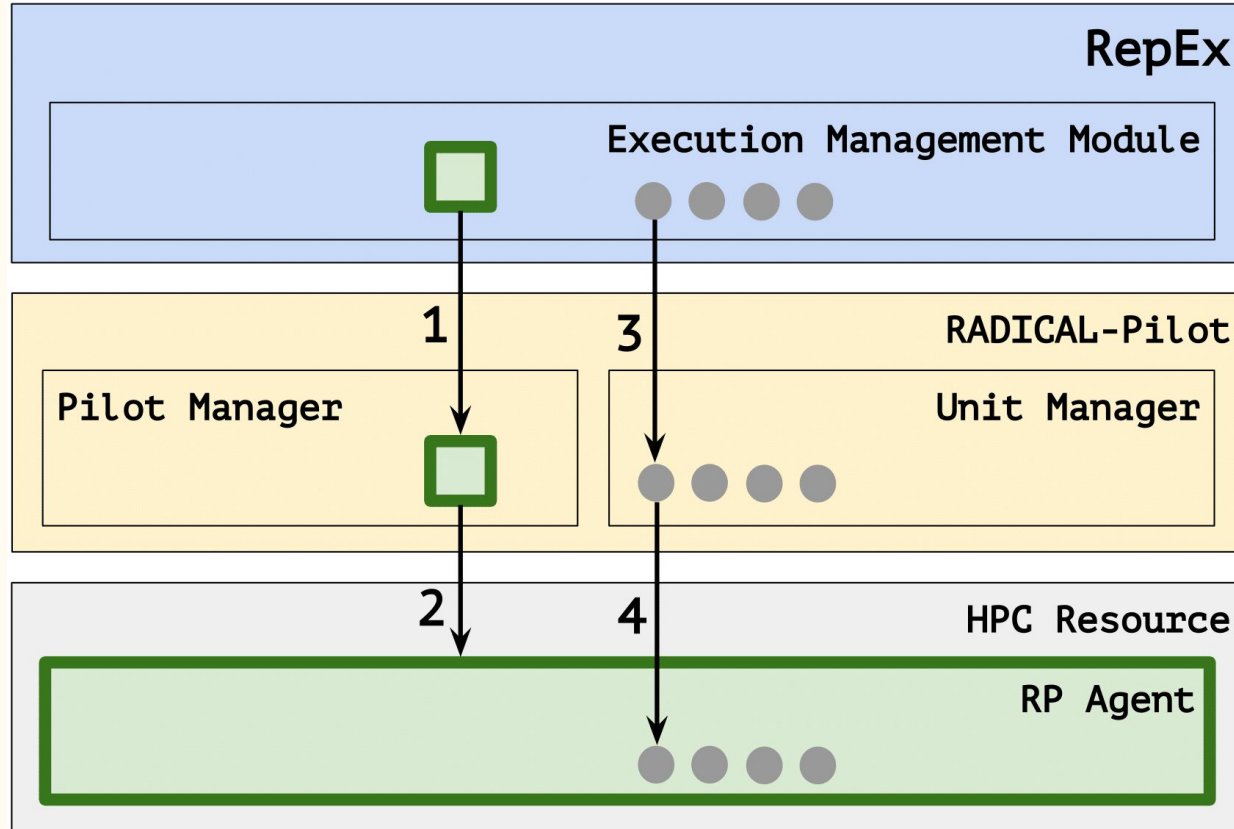 RepEx
Execution Management Module
1
3
RADICAL-Pilot
Pilot Manager
Unit Manager
2
4
HPC Resource
RP Agent